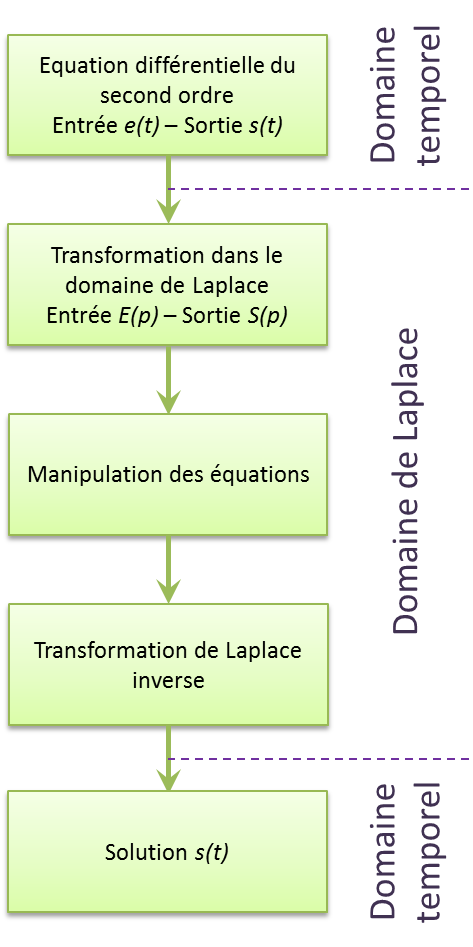 Equation différentielle du
second ordre
Entrée e(t) – Sortie s(t)
Domaine
temporel
Transformation dans le
domaine de Laplace
Entrée E(p) – Sortie S(p)
Manipulation des équations
Transformation de Laplace
inverse
Domaine de Laplace
Solution s(t)
Domaine
temporel